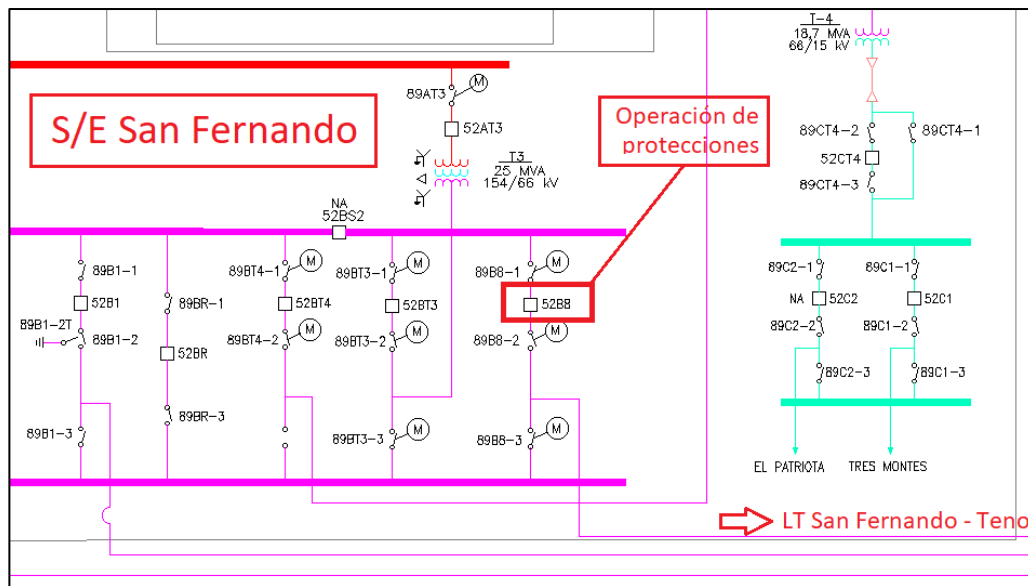 T-4
18,7 MVA
66/15 kV
M
89AT3
S/E San Fernando
Operación de
protecciones
52AT3
89CT4-2
89CT4-1
52CT4
89CT4-3
T3
25 MVA
154/66 kV
NA
52BS2
89B1-1
89BT4-1
M
89BT3-1
M
89B8-1
M
89C2-1
89C1-1
52B1
89BR-1
52BT4
52BT3
52B8
NA
52C2
52C1
89B1-2T
89B1-2
89BT4-2
M
89BT3-2
M
89B8-2
M
89C2-2
89C1-2
52BR
89C2-3
89C1-3
89BR-3
89B1-3
89BT3-3
M
89B8-3
M
EL PATRIOTA
TRES MONTES
LT San Fernando - Teno